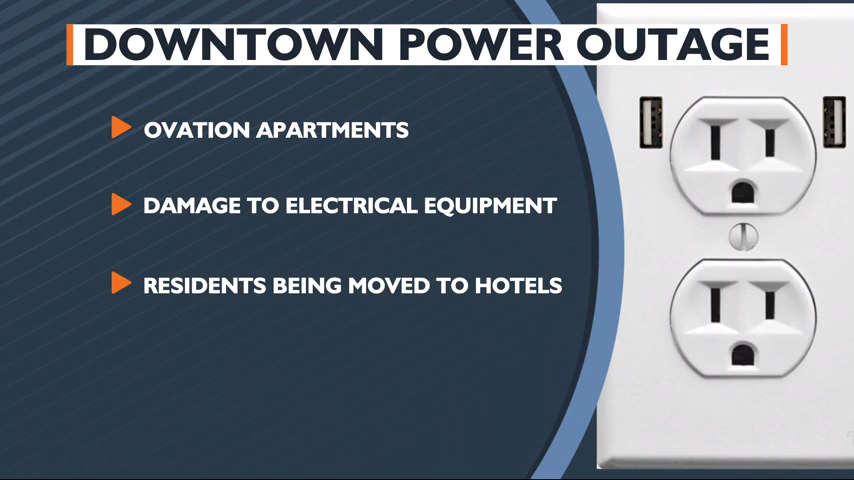 DOWNTOWN POWER OUTAGE
OVATION APARTMENTS
DAMAGE TO ELECTRICAL EQUIPMENT
RESIDENTS BEING MOVED TO HOTELS